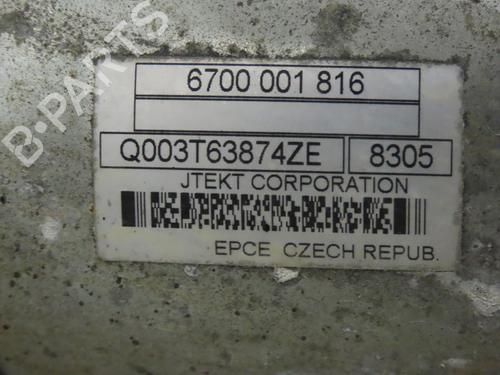 B-PARTS
6700 001 816
Q003T63874ZE 8305
JTEKT CORPORATION
EPCE CZECH REPUB.